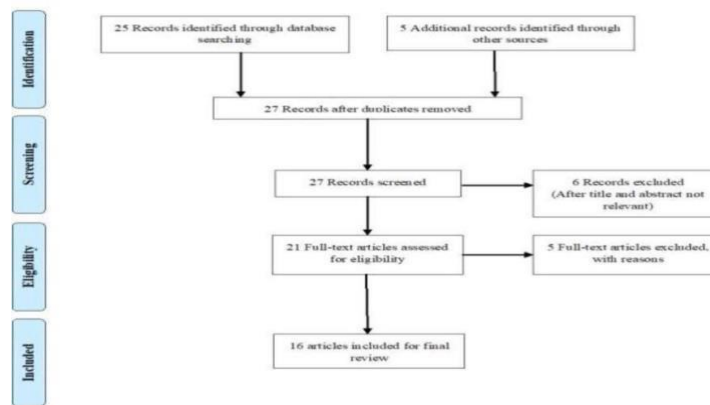 Identification
25 Records identified through database
searching
5 Additional records identified through
other sources
27 Records after duplicates removed
Screening
27 Records screened
6 Records excluded
(After title and abstract not
relevant)
Eligibility
21 Full-text articles assessed
for eligibility
5 Full-text articles excluded,
with reasons
Included
16 articles included for final
review